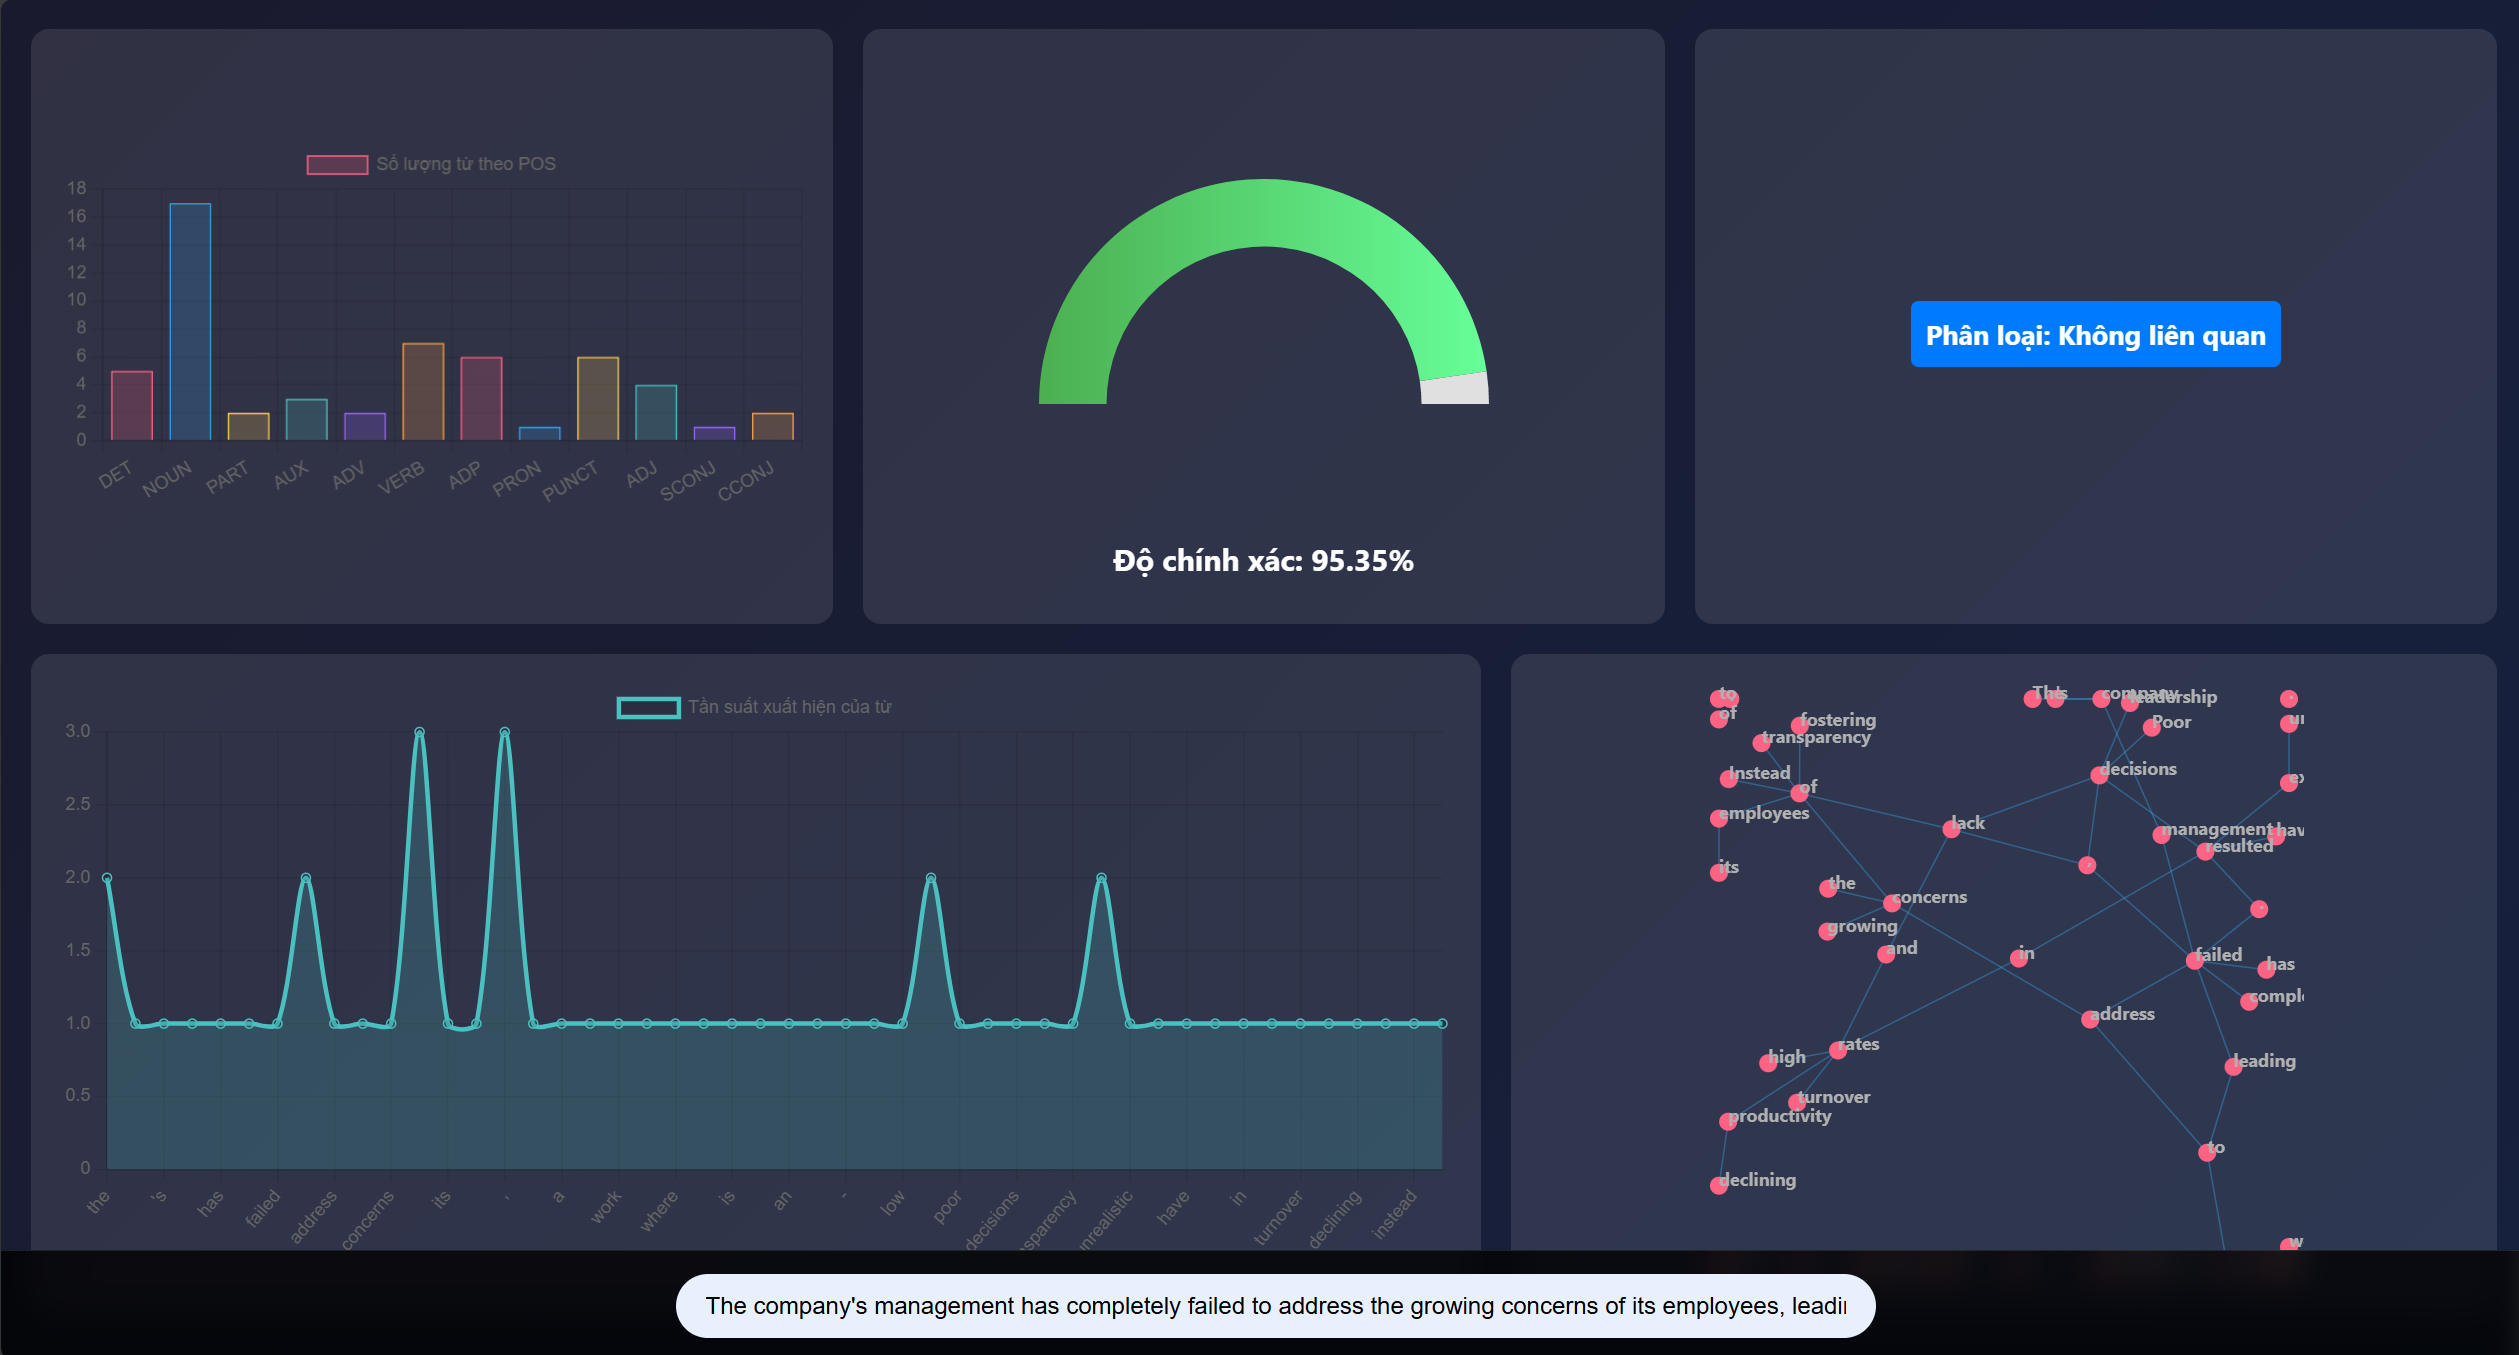 Số lượng từ theo POS
18
16
14
12
10
8
6
4
2
0
DET
NOUN
PART
AUX
ADV
VERB
ADP
PRON
PUNCT
ADJ
SCONJ
CCONJ
Độ chính xác: 95.35%
Phân loại: Không liên quan
Tần suất xuất hiện của từ
3.0
2.5
2.0
1.5
1.0
0.5
0
the
's
has
failed
address
concerns
its
,
a
work
where
is
an
-
low
poor
decisions
sparency
nrealistic
have
in
turnover
declining
instead
to
of
fostering
transparency
Instead
of
employees
its
The
's
company
leadership
Poor
decisions
lack
management
hav
resulted
ex
the
concerns
growing
and
in
failed
has
comple
address
leading
high
rates
turnover
productivity
to
declining
w
The company's management has completely failed to address the growing concerns of its employees, leadin